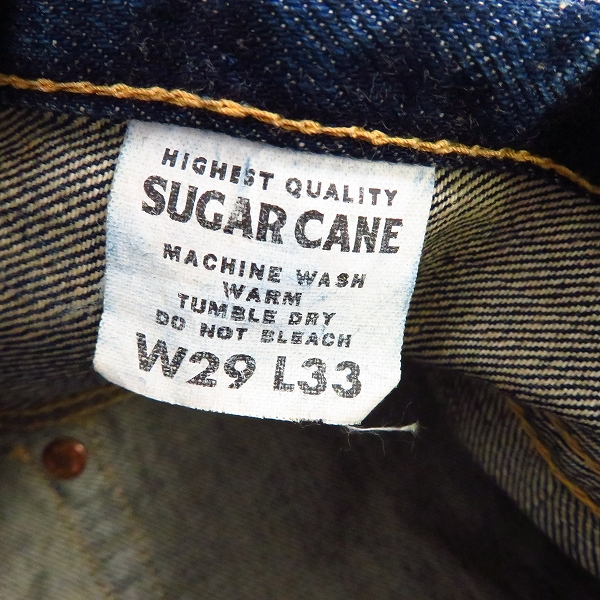 HIGHEST QUALITY
SUGAR CANE
MACHINE WASH
WARM
TUMBLE DRY
DO NOT BLEACH
W29 L33